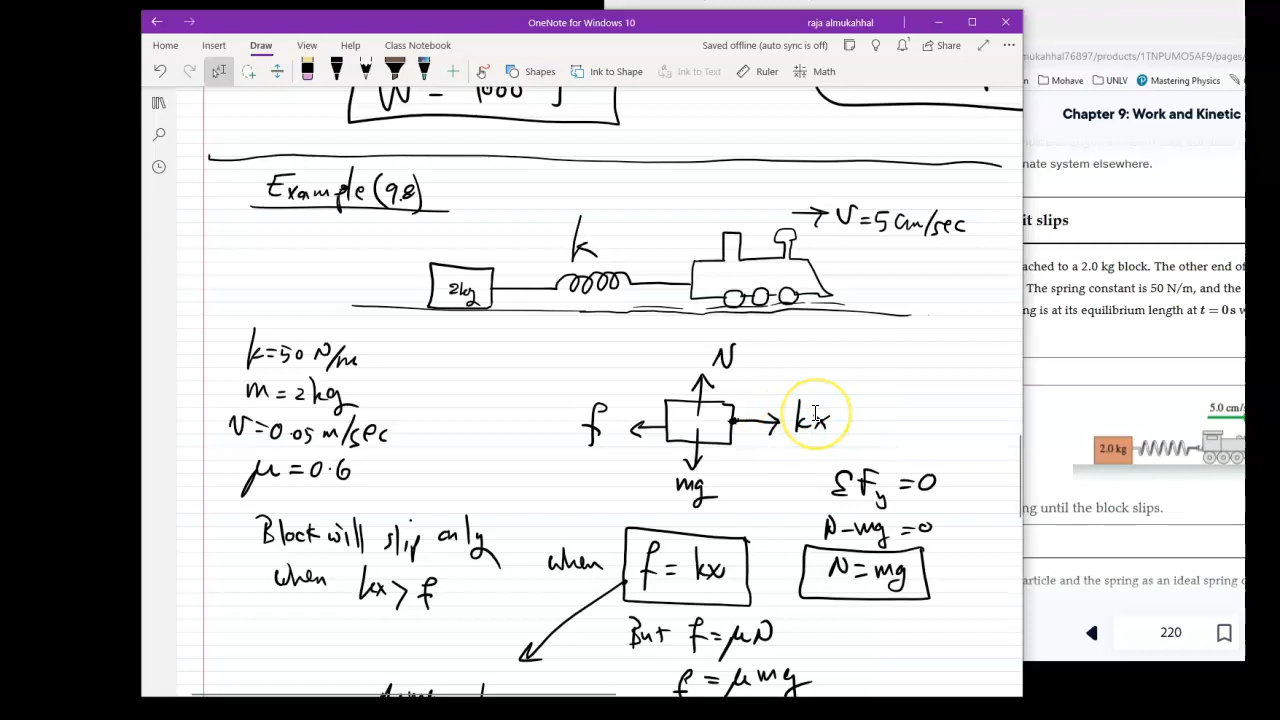 OneNote for Windows 10
raja almukahhal
Home Insert Draw View Help Class Notebook
Saved offline (auto sync is off)
Share
Shapes
Ink to Shape
Ink to Text
Ruler
Math
W = 1000 J
Example (9.8)
k
→ V = 5 cm/sec
2kg
k = 50 N/m
m = 2 kg
V = 0.05 m/sec
μ = 0.6
N
f
kx
mg
ΣFy = 0
N - mg = 0
N = mg
Block will slip only
when kx > f
when
f = kx
But f = μN
f = μmg
mukahhal76897/products/1TNPUMO5AF9/pages/
Mohave
UNLV
Mastering Physics
Chapter 9: Work and Kinetic
nate system elsewhere.
it slips
ached to a 2.0 kg block. The other end of
The spring constant is 50 N/m, and the
ng is at its equilibrium length at t = 0 s w
5.0 cm/
2.0 kg
ng until the block slips.
article and the spring as an ideal spring
220